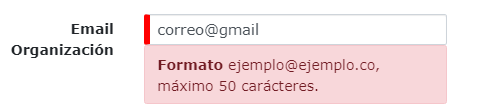 Email
Organización
correo@gmail
Formato ejemplo@ejemplo.co,
máximo 50 carácteres.